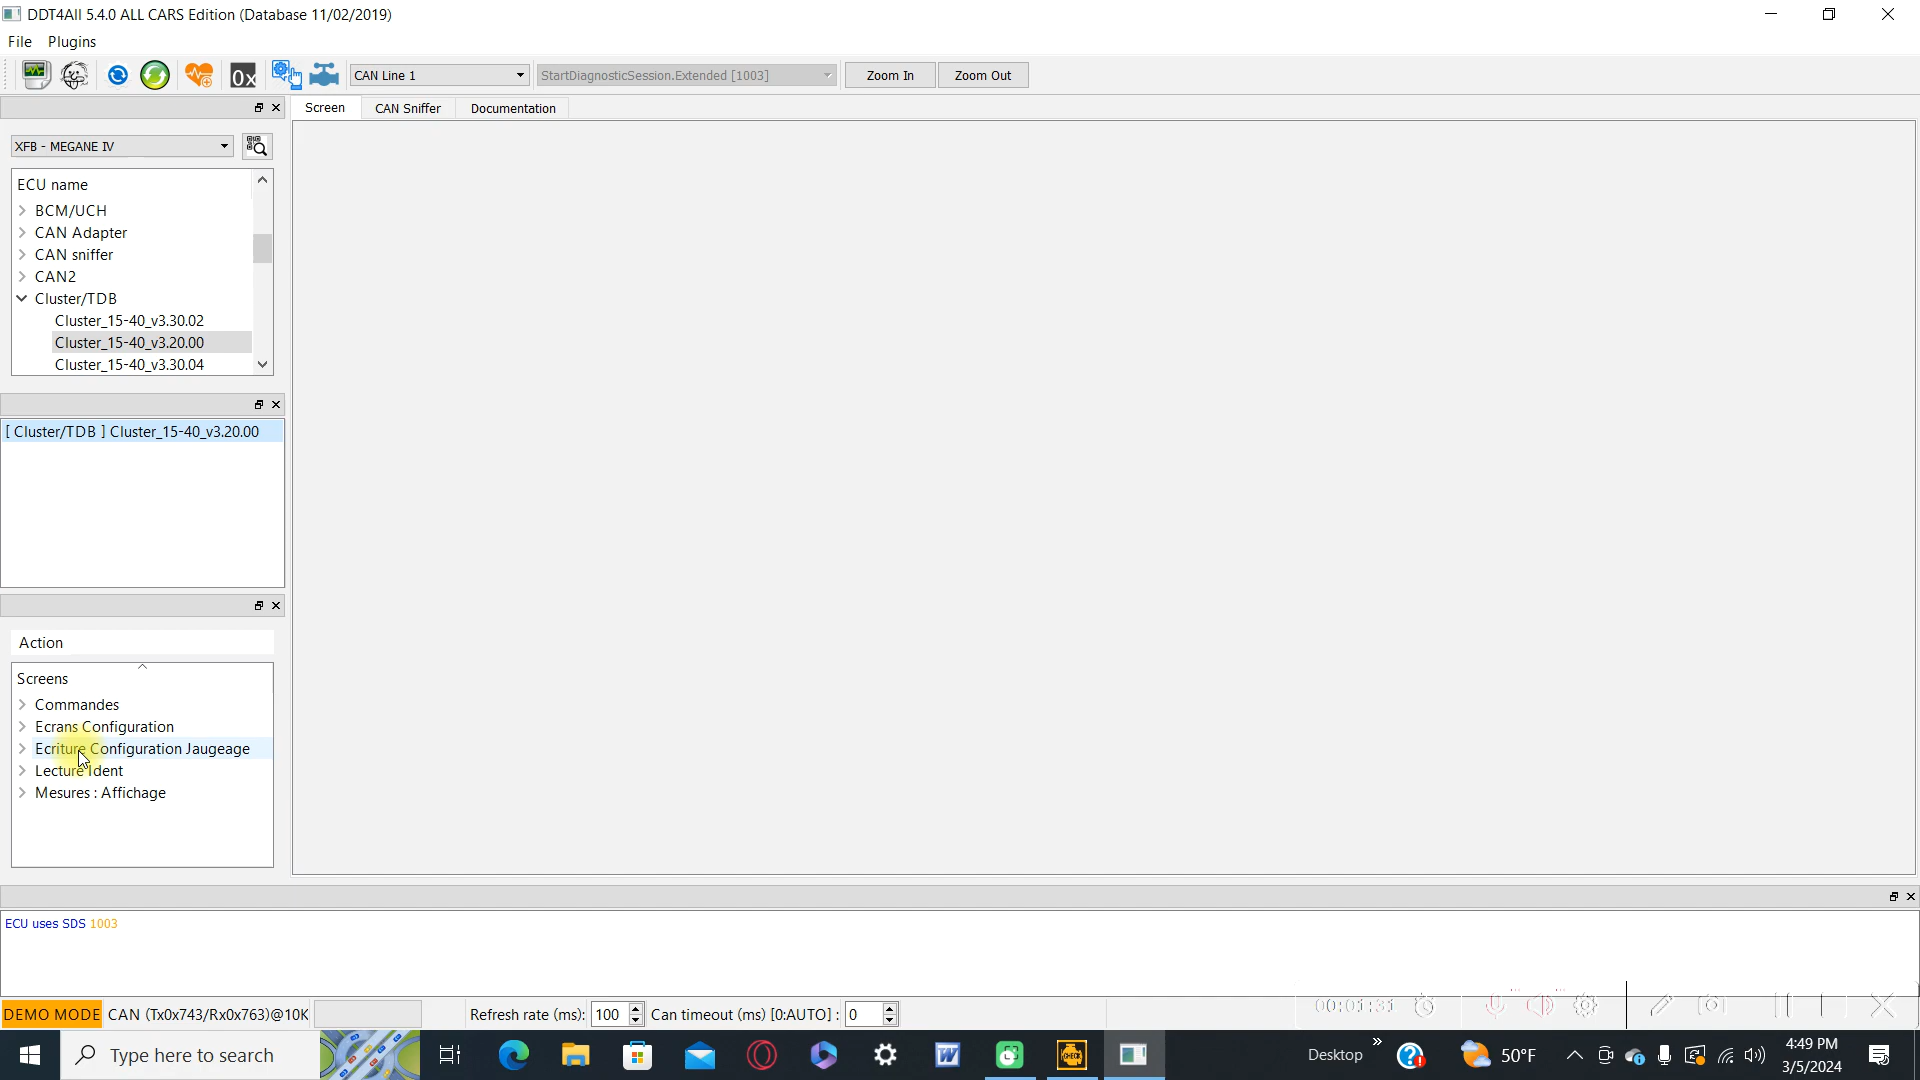 DDT4All 5.4.0 ALL CARS Edition (Database 11/02/2019)
File Plugins
0x
CAN Line 1
StartDiagnosticSession.Extended [1003]
Zoom In
Zoom Out
Screen
CAN Sniffer
Documentation
XFB - MEGANE IV
ECU name
BCM/UCH
CAN Adapter
CAN sniffer
CAN2
Cluster/TDB
Cluster_15-40_v3.30.02
Cluster_15-40_v3.20.00
Cluster_15-40_v3.30.04
[ Cluster/TDB ] Cluster_15-40_v3.20.00
Action
Screens
Commandes
Ecrans Configuration
Ecriture Configuration Jaugeage
Lecture Ident
Mesures : Affichage
ECU uses SDS 1003
DEMO MODE
CAN (Tx0x743/Rx0x763)@10K
Refresh rate (ms): 100
Can timeout (ms) [0:AUTO] : 0
00:01:31
Type here to search
W
CHECK
Desktop
50°F
4:49 PM
3/5/2024